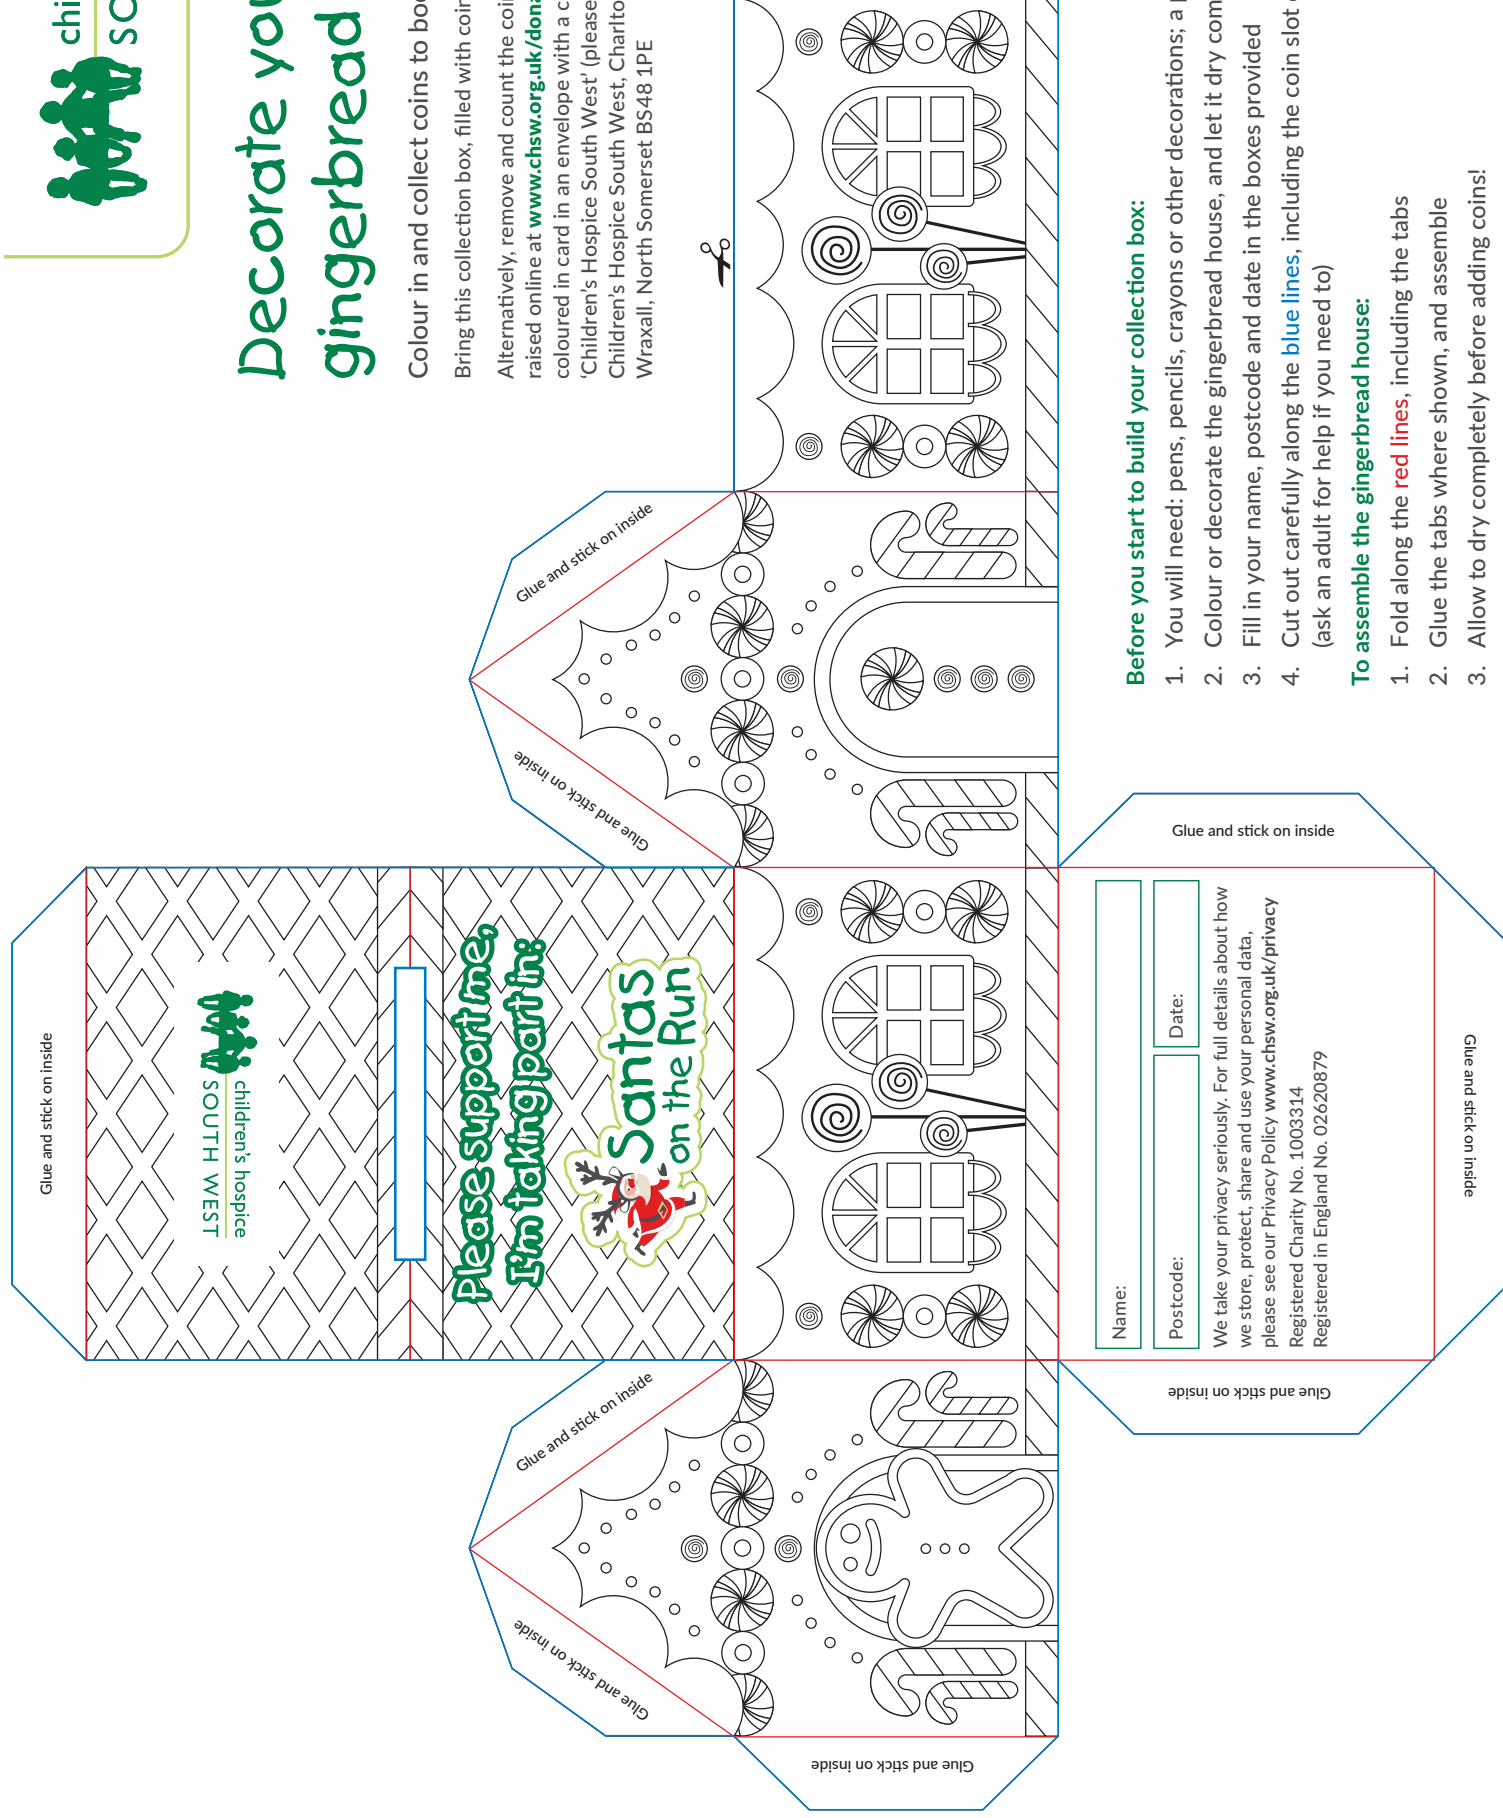 chi
SO
Decorate you
gingerbread
Colour in and collect coins to boo
Bring this collection box, filled with coin
Alternatively, remove and count the coi
raised online at www.chsw.org.uk/dona
coloured in card in an envelope with a c
‘Children’s Hospice South West’ (please
Children’s Hospice South West, Charlto
Wraxall, North Somerset BS48 1PE
Glue and stick on inside
Glue and stick on inside
Glue and stick on inside
children's hospice
SOUTH WEST
Please support me,
I'm taking part in:
Santas
on the Run
Glue and stick on inside
Glue and stick on inside
Glue and stick on inside
Before you start to build your collection box:
1. You will need: pens, pencils, crayons or other decorations; a p
2. Colour or decorate the gingerbread house, and let it dry com
3. Fill in your name, postcode and date in the boxes provided
4. Cut out carefully along the blue lines, including the coin slot
(ask an adult for help if you need to)
To assemble the gingerbread house:
1. Fold along the red lines, including the tabs
2. Glue the tabs where shown, and assemble
3. Allow to dry completely before adding coins!
Glue and stick on inside
Name:
Postcode:
Date:
We take your privacy seriously. For full details about how
we store, protect, share and use your personal data,
please see our Privacy Policy www.chsw.org.uk/privacy
Registered Charity No. 1003314
Registered in England No. 02620879
Glue and stick on inside
Glue and stick on inside